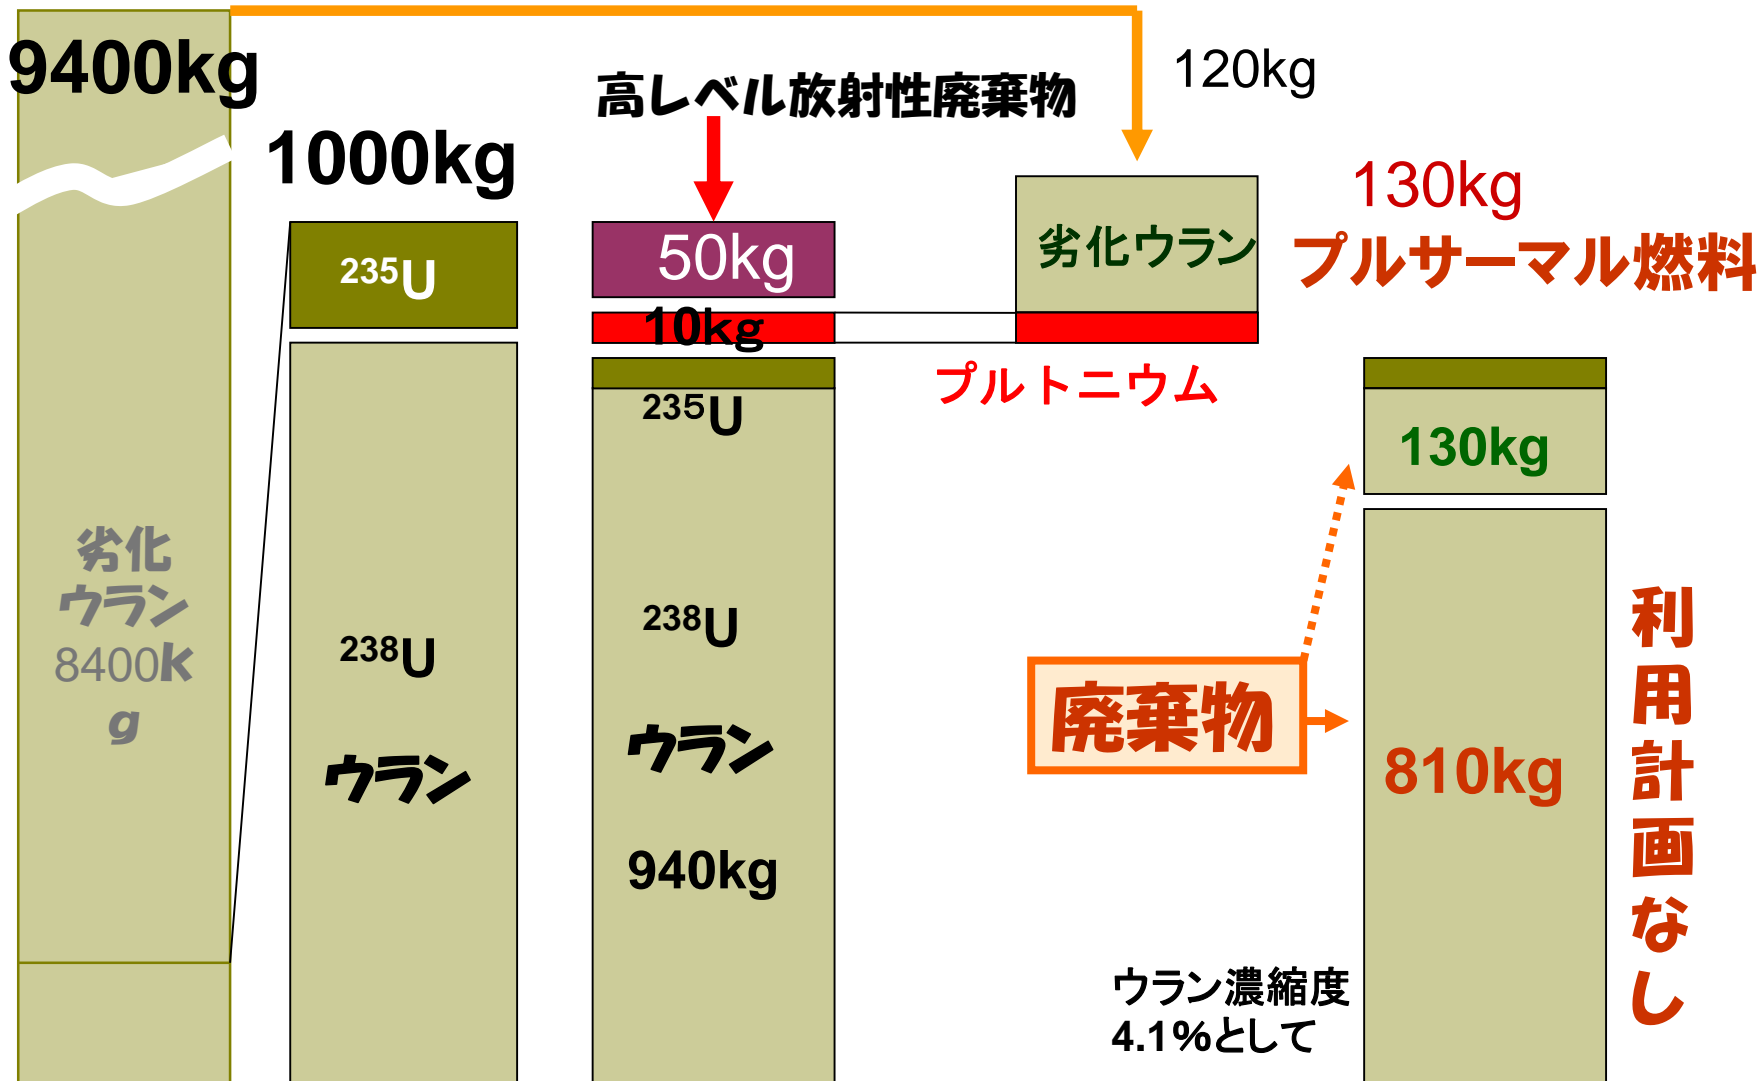 9400kg
劣化
ウラン
8400k
g
1000kg
235U
238U
ウラン
高レベル放射性廃棄物
50kg
10kg
235U
238U
ウラン
940kg
120kg
劣化ウラン
プルトニウム
130kg
プルサーマル燃料
130kg
廃棄物
810kg
利用計画なし
ウラン濃縮度
4.1%として